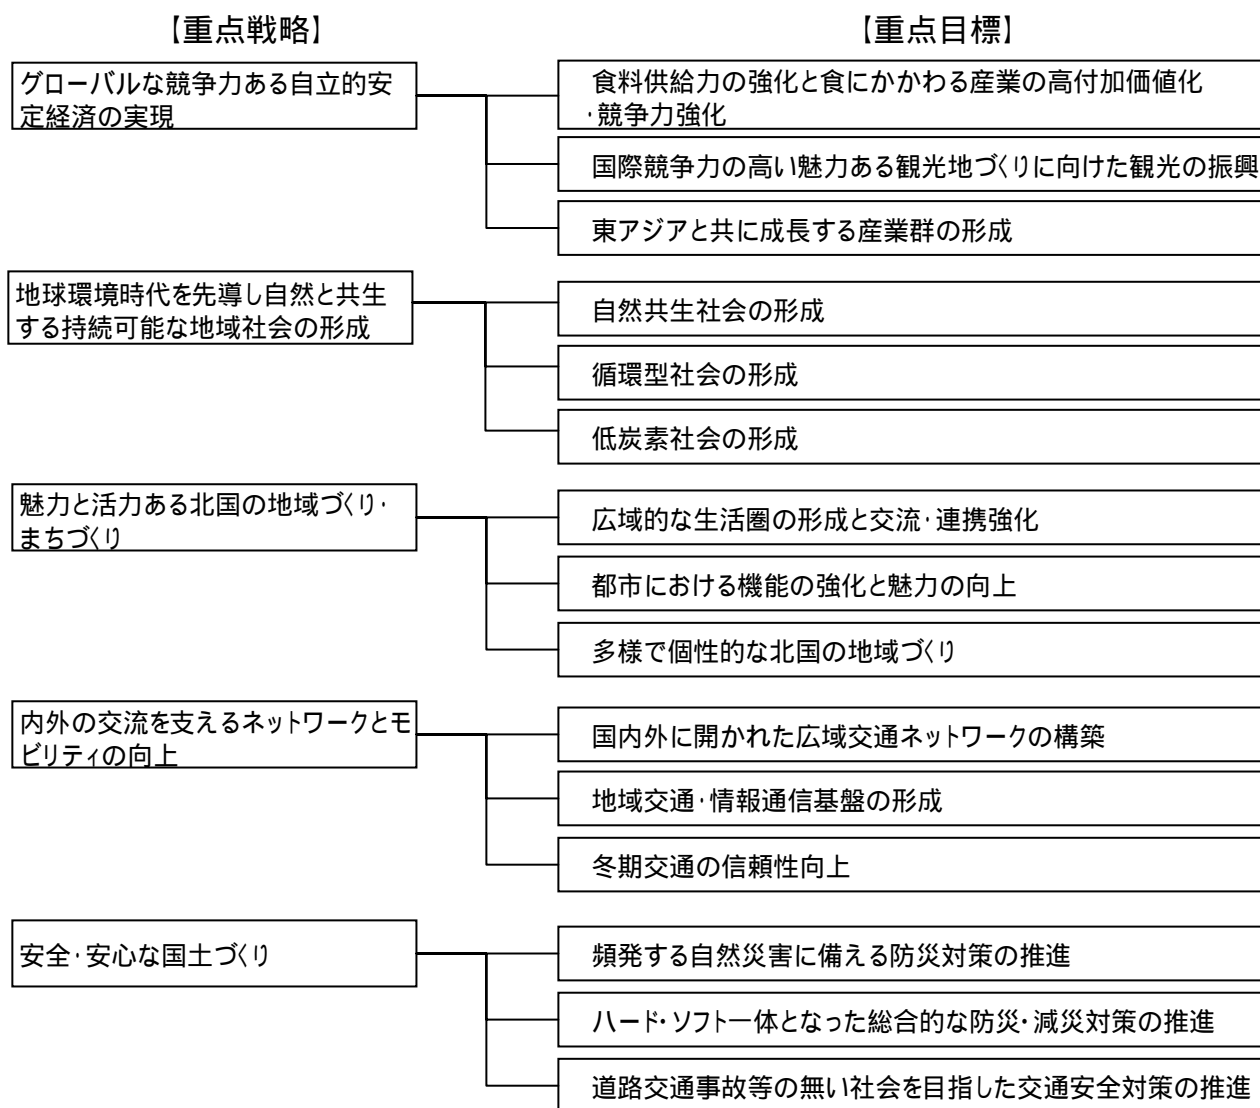 【重点戦略】
【重点目標】
グローバルな競争力ある自立的安
定経済の実現
食料供給力の強化と食にかかわる産業の高付加価値化
・競争力強化
国際競争力の高い魅力ある観光地づくりに向けた観光の振興
東アジアと共に成長する産業群の形成
地球環境時代を先導し自然と共生
する持続可能な地域社会の形成
自然共生社会の形成
循環型社会の形成
低炭素社会の形成
魅力と活力ある北国の地域づくり・
まちづくり
広域的な生活圏の形成と交流・連携強化
都市における機能の強化と魅力の向上
多様で個性的な北国の地域づくり
内外の交流を支えるネットワークとモ
ビリティの向上
国内外に開かれた広域交通ネットワークの構築
地域交通・情報通信基盤の形成
冬期交通の信頼性向上
安全・安心な国土づくり
頻発する自然災害に備える防災対策の推進
ハード・ソフト一体となった総合的な防災・減災対策の推進
道路交通事故等の無い社会を目指した交通安全対策の推進